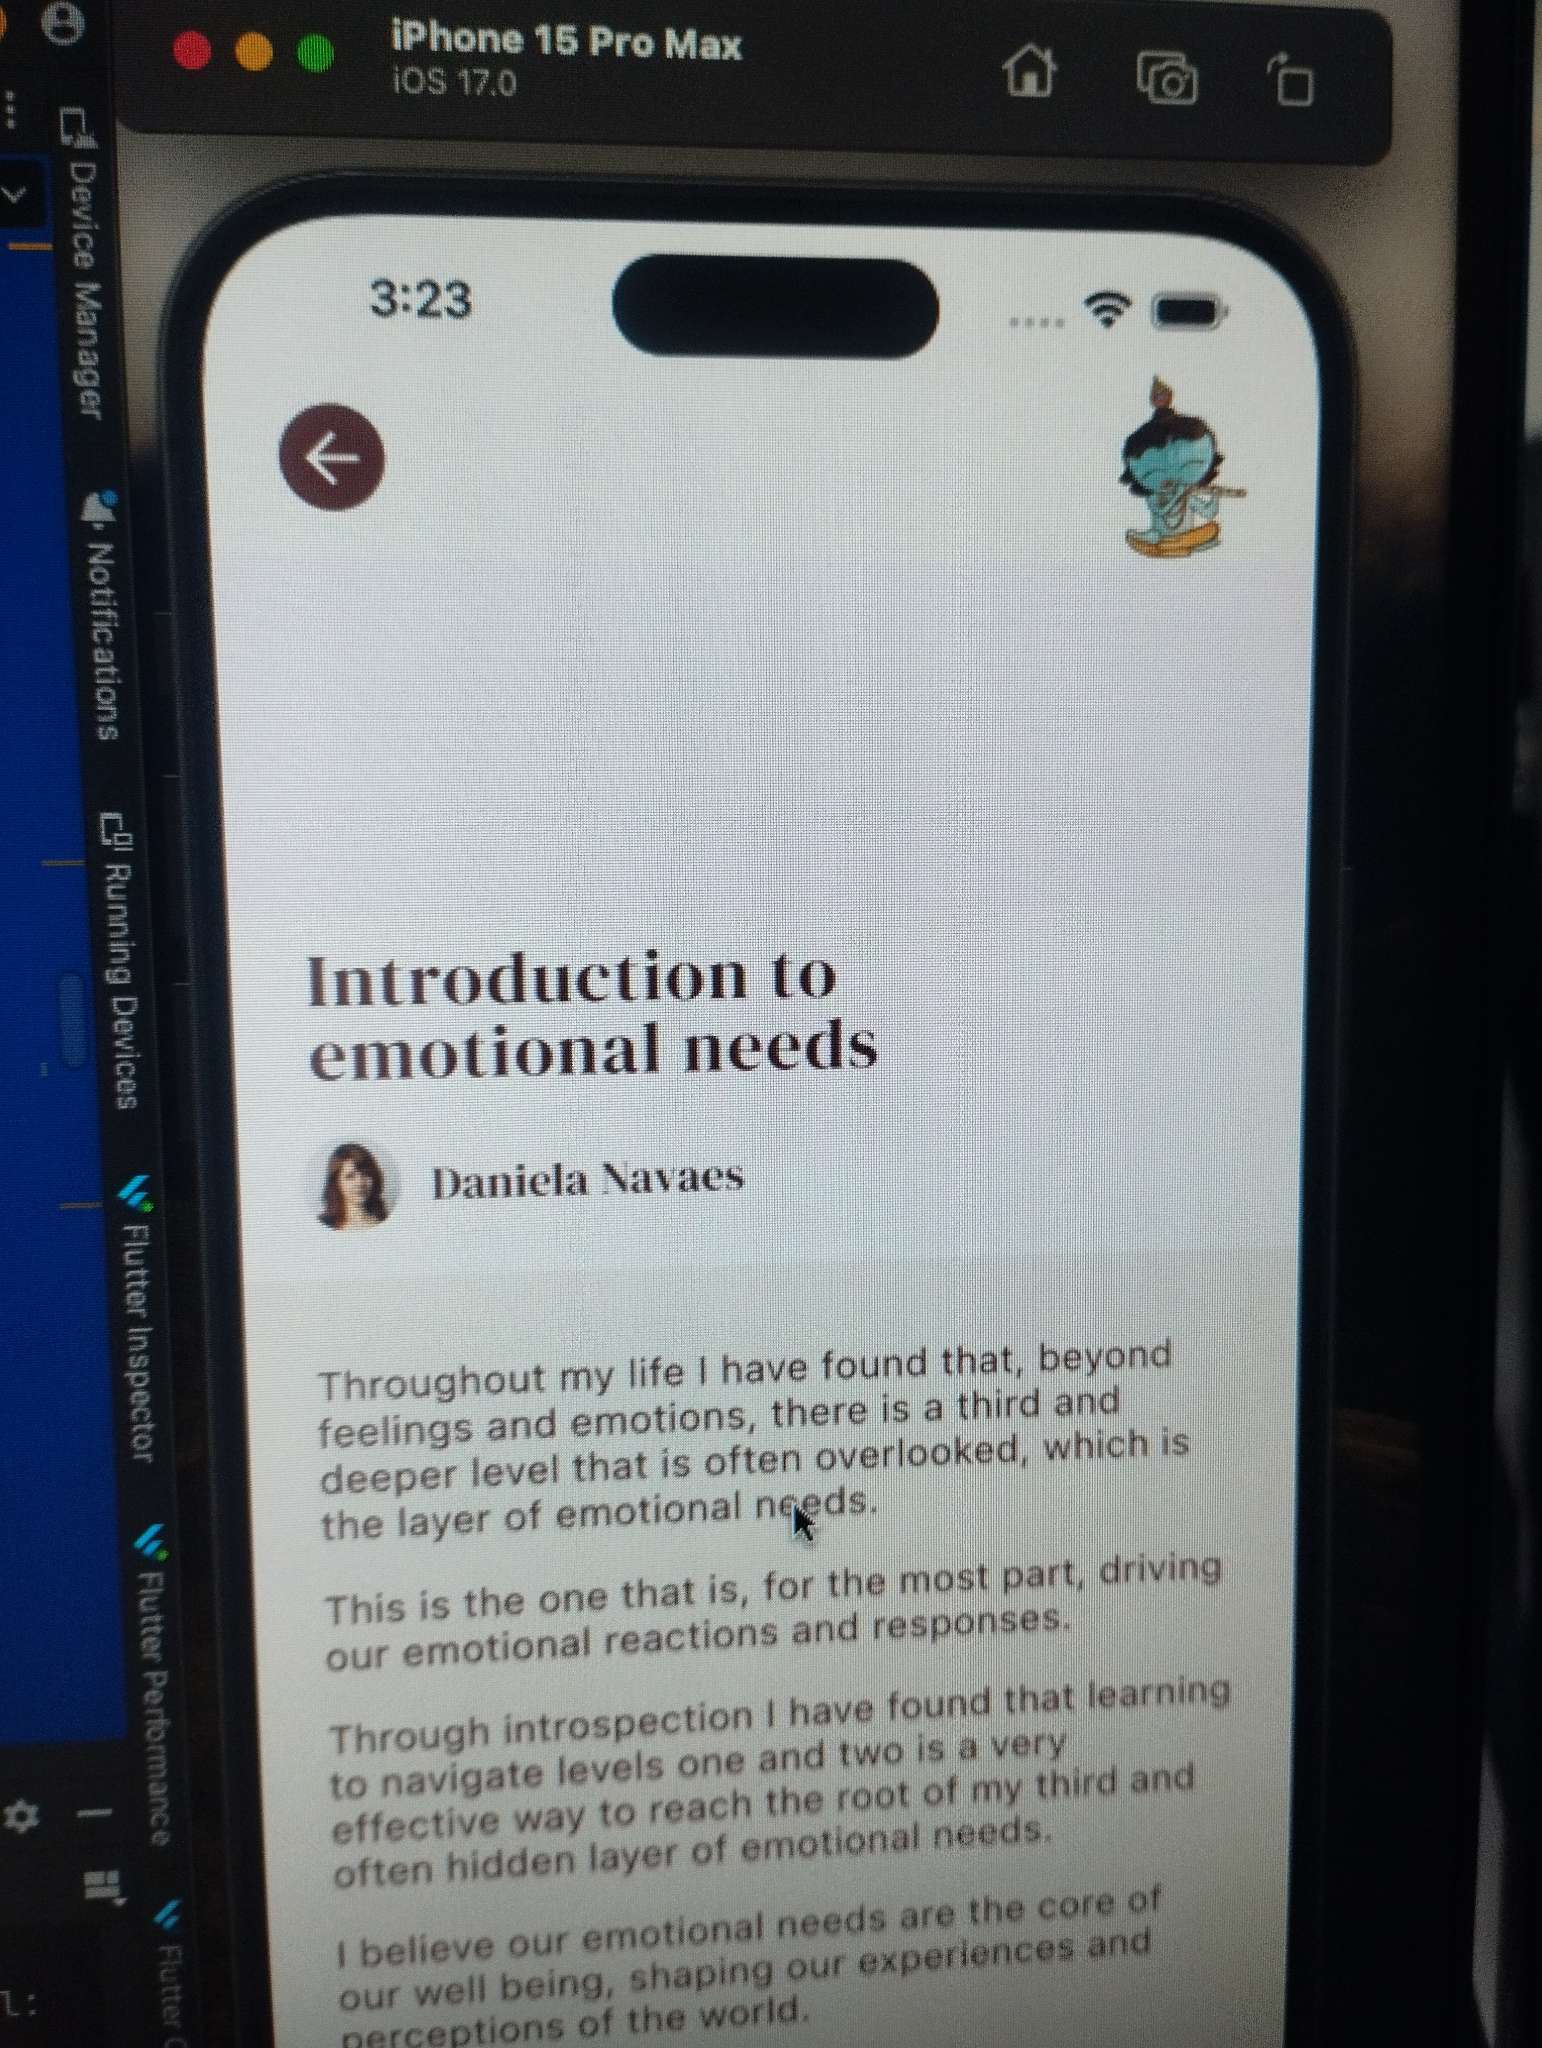 iPhone 15 Pro Max
iOS 17.0
Device Manager
Notifications
Running Devices
Flutter Inspector
Flutter Performance
Flutter
3:23
Introduction to
emotional needs
Daniela Navaes
Throughout my life I have found that, beyond
feelings and emotions, there is a third and
deeper level that is often overlooked, which is
the layer of emotional needs.
This is the one that is, for the most part, driving
our emotional reactions and responses.
Through introspection I have found that learning
to navigate levels one and two is a very
effective way to reach the root of my third and
often hidden layer of emotional needs.
I believe our emotional needs are the core of
our well being, shaping our experiences and
perceptions of the world.